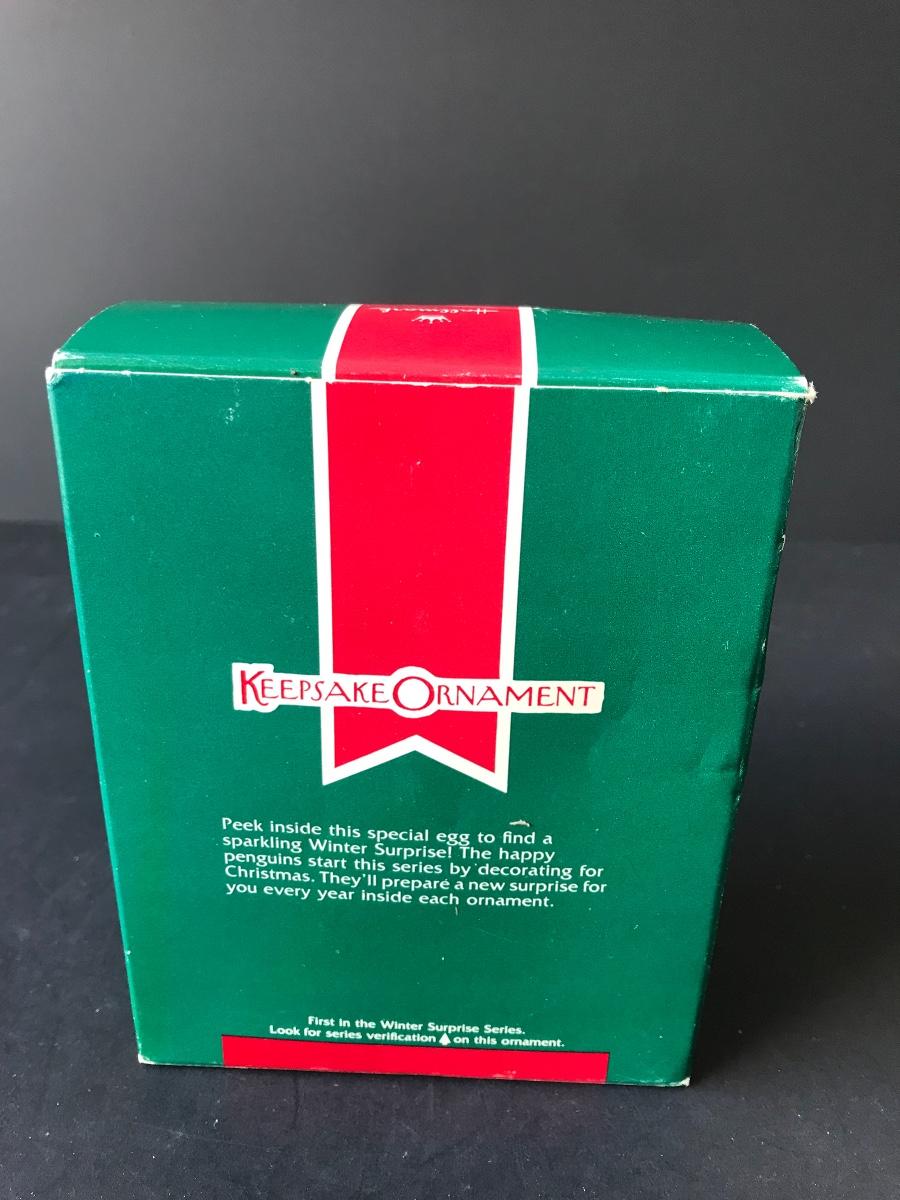 Hallmark
KEEPSAKE ORNAMENT
Peek inside this special egg to find a
sparkling Winter Surprise! The happy
penguins start this series by decorating for
Christmas. They'll prepare a new surprise for
you every year inside each ornament.
First in the Winter Surprise Series.
Look for series verification on this ornament.